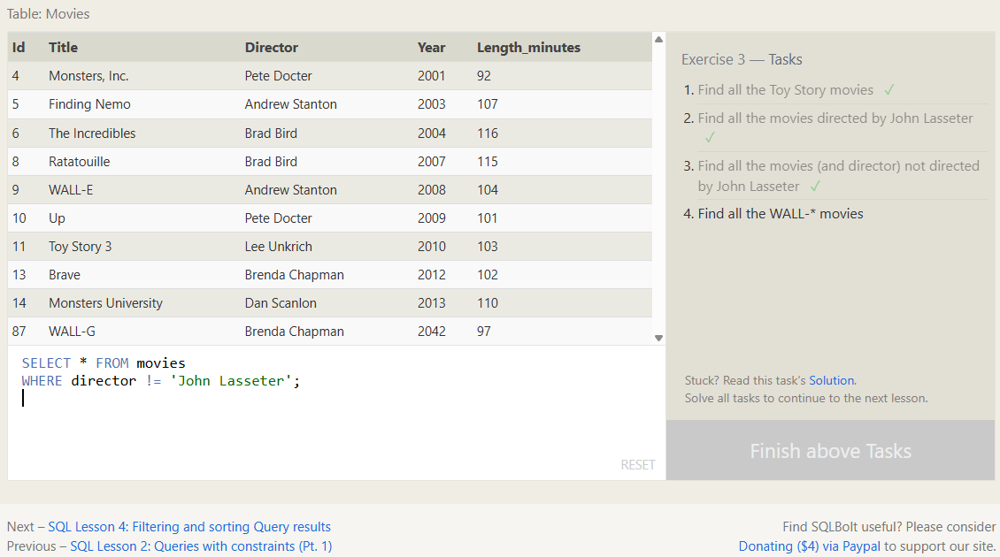 Table: Movies
Id Title Director Year Length_minutes
4 Monsters, Inc. Pete Docter 2001 92
5 Finding Nemo Andrew Stanton 2003 107
6 The Incredibles Brad Bird 2004 116
8 Ratatouille Brad Bird 2007 115
9 WALL-E Andrew Stanton 2008 104
10 Up Pete Docter 2009 101
11 Toy Story 3 Lee Unkrich 2010 103
13 Brave Brenda Chapman 2012 102
14 Monsters University Dan Scanlon 2013 110
87 WALL-G Brenda Chapman 2042 97
SELECT * FROM movies
WHERE director != 'John Lasseter';
RESET
Exercise 3 — Tasks
1. Find all the Toy Story movies ✓
2. Find all the movies directed by John Lasseter
✓
3. Find all the movies (and director) not directed
by John Lasseter ✓
4. Find all the WALL-* movies
Stuck? Read this task's Solution.
Solve all tasks to continue to the next lesson.
Finish above Tasks
Next – SQL Lesson 4: Filtering and sorting Query results
Previous – SQL Lesson 2: Queries with constraints (Pt. 1)
Find SQLBolt useful? Please consider
Donating ($4) via Paypal to support our site.